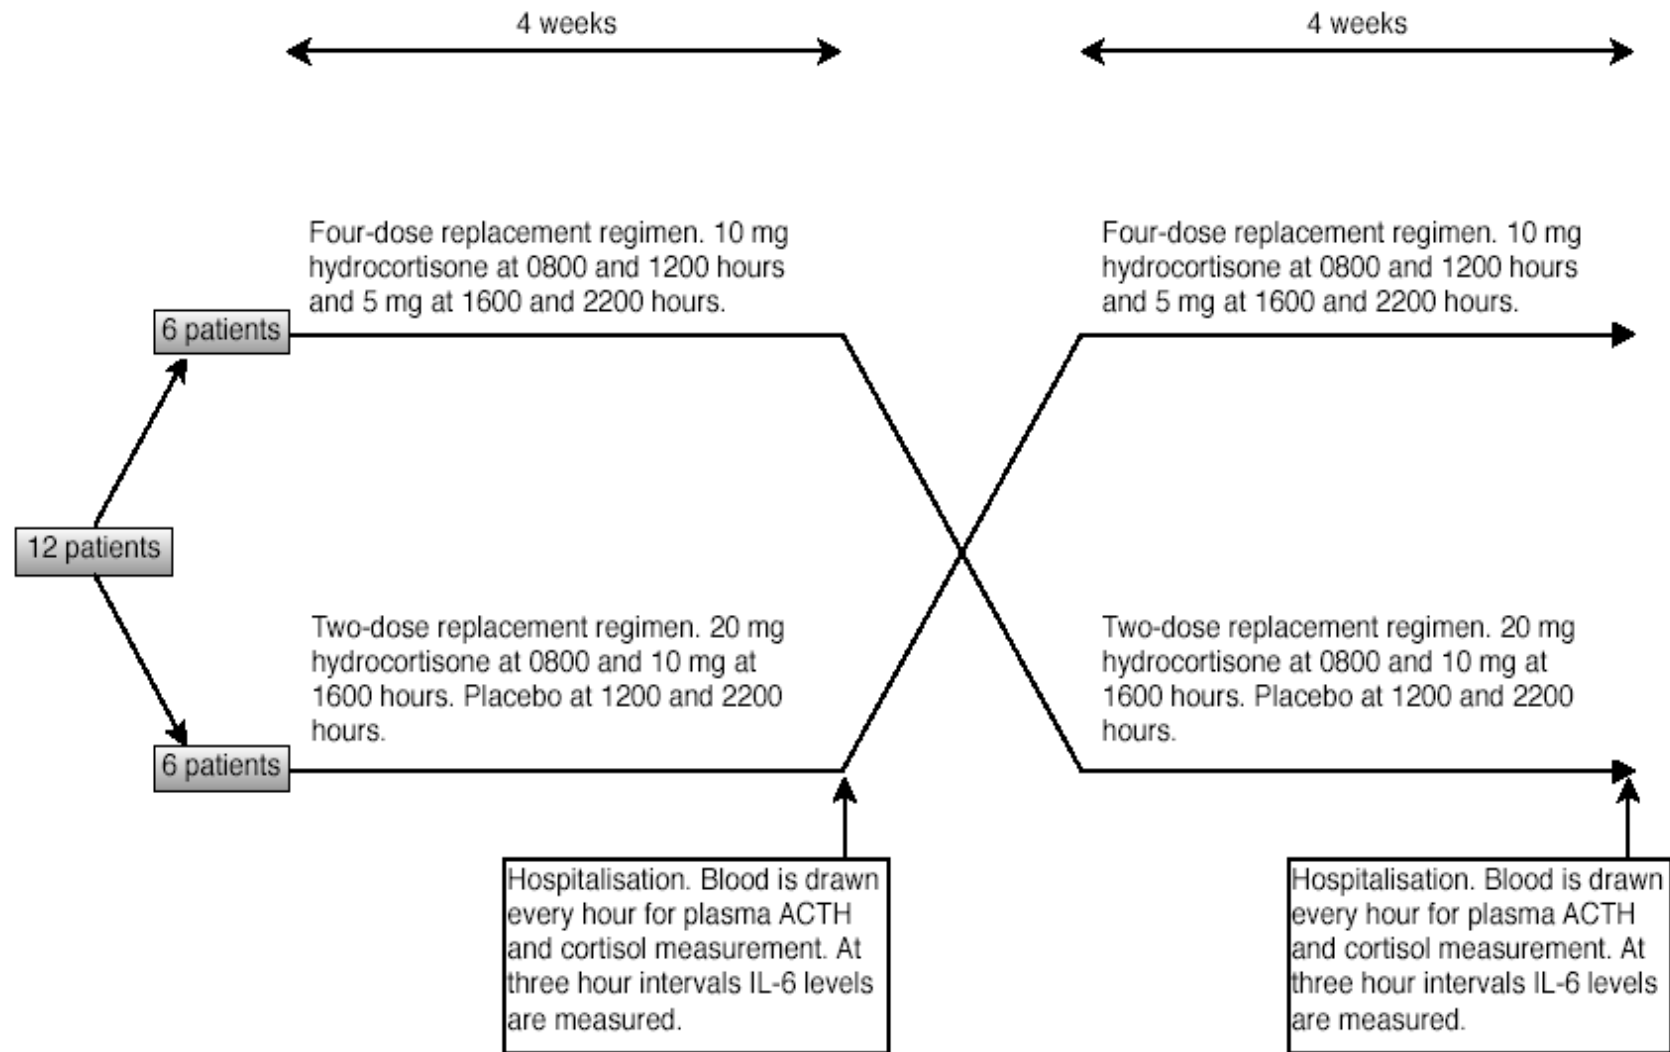 4 weeks
4 weeks
Four-dose replacement regimen. 10 mg
hydrocortisone at 0800 and 1200 hours
and 5 mg at 1600 and 2200 hours.
Four-dose replacement regimen. 10 mg
hydrocortisone at 0800 and 1200 hours
and 5 mg at 1600 and 2200 hours.
6 patients
12 patients
Two-dose replacement regimen. 20 mg
hydrocortisone at 0800 and 10 mg at
1600 hours. Placebo at 1200 and 2200
hours.
Two-dose replacement regimen. 20 mg
hydrocortisone at 0800 and 10 mg at
1600 hours. Placebo at 1200 and 2200
hours.
6 patients
Hospitalisation. Blood is drawn
every hour for plasma ACTH
and cortisol measurement. At
three hour intervals IL-6 levels
are measured.
Hospitalisation. Blood is drawn
every hour for plasma ACTH
and cortisol measurement. At
three hour intervals IL-6 levels
are measured.